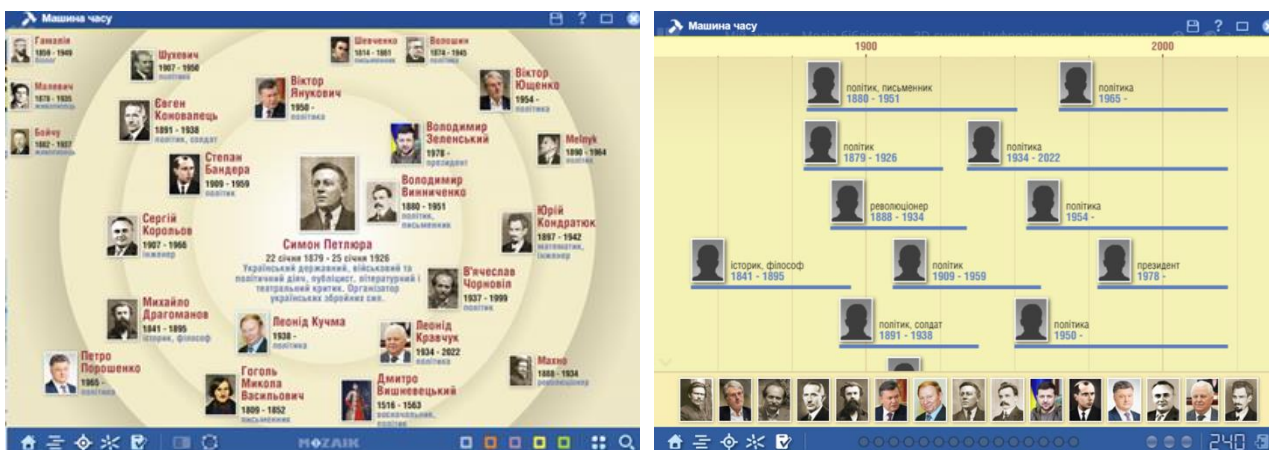 Машина часу
Гамалія
1859 - 1949
біолог
Шухевич
1907 - 1950
політика
Шевченко
1814 - 1861
письменник
Волошин
1874 - 1945
політика
Малевич
1878 - 1935
живописець
Євген
Коновалець
1891 - 1938
політик, солдат
Віктор
Янукович
1950 -
політика
Віктор
Ющенко
1954 -
політика
Бойчу
1882 - 1937
живописець
Степан
Бандера
1909 - 1959
політик
Володимир
Зеленський
1978 -
президент
Melnyk
1890 - 1964
політик
Володимир
Винниченко
1880 - 1951
політик,
письменник
Сергій
Корольов
1907 - 1966
інженер
Юрій
Кондратюк
1897 - 1942
математик,
інженер
Симон Петлюра
22 січня 1879 - 25 січня 1926
Український державний, військовий та
політичний діяч, публіцист, літературний і
театральний критик. Організатор
українських збройних сил.
В'ячеслав
Чорновіл
1937 - 1999
політик
Михайло
Драгоманов
1841 - 1895
історик, філософ
Леонід Кучма
1938 -
політика
Леонід
Кравчук
1934 - 2022
політика
Петро
Порошенко
1965 -
політика
Гоголь
Микола
Васильович
1809 - 1852
письменник
Дмитро
Вишневецький
1516 - 1563
воєначальник,
Махно
1888 - 1934
революціонер
MOZAIK
Машина часу
1900
2000
політик, письменник
1880 - 1951
політика
1965 -
політик
1879 - 1926
політика
1934 - 2022
революціонер
1888 - 1934
політика
1954 -
історик, філософ
1841 - 1895
політик
1909 - 1959
президент
1978 -
політик, солдат
1891 - 1938
політика
1950 -
240